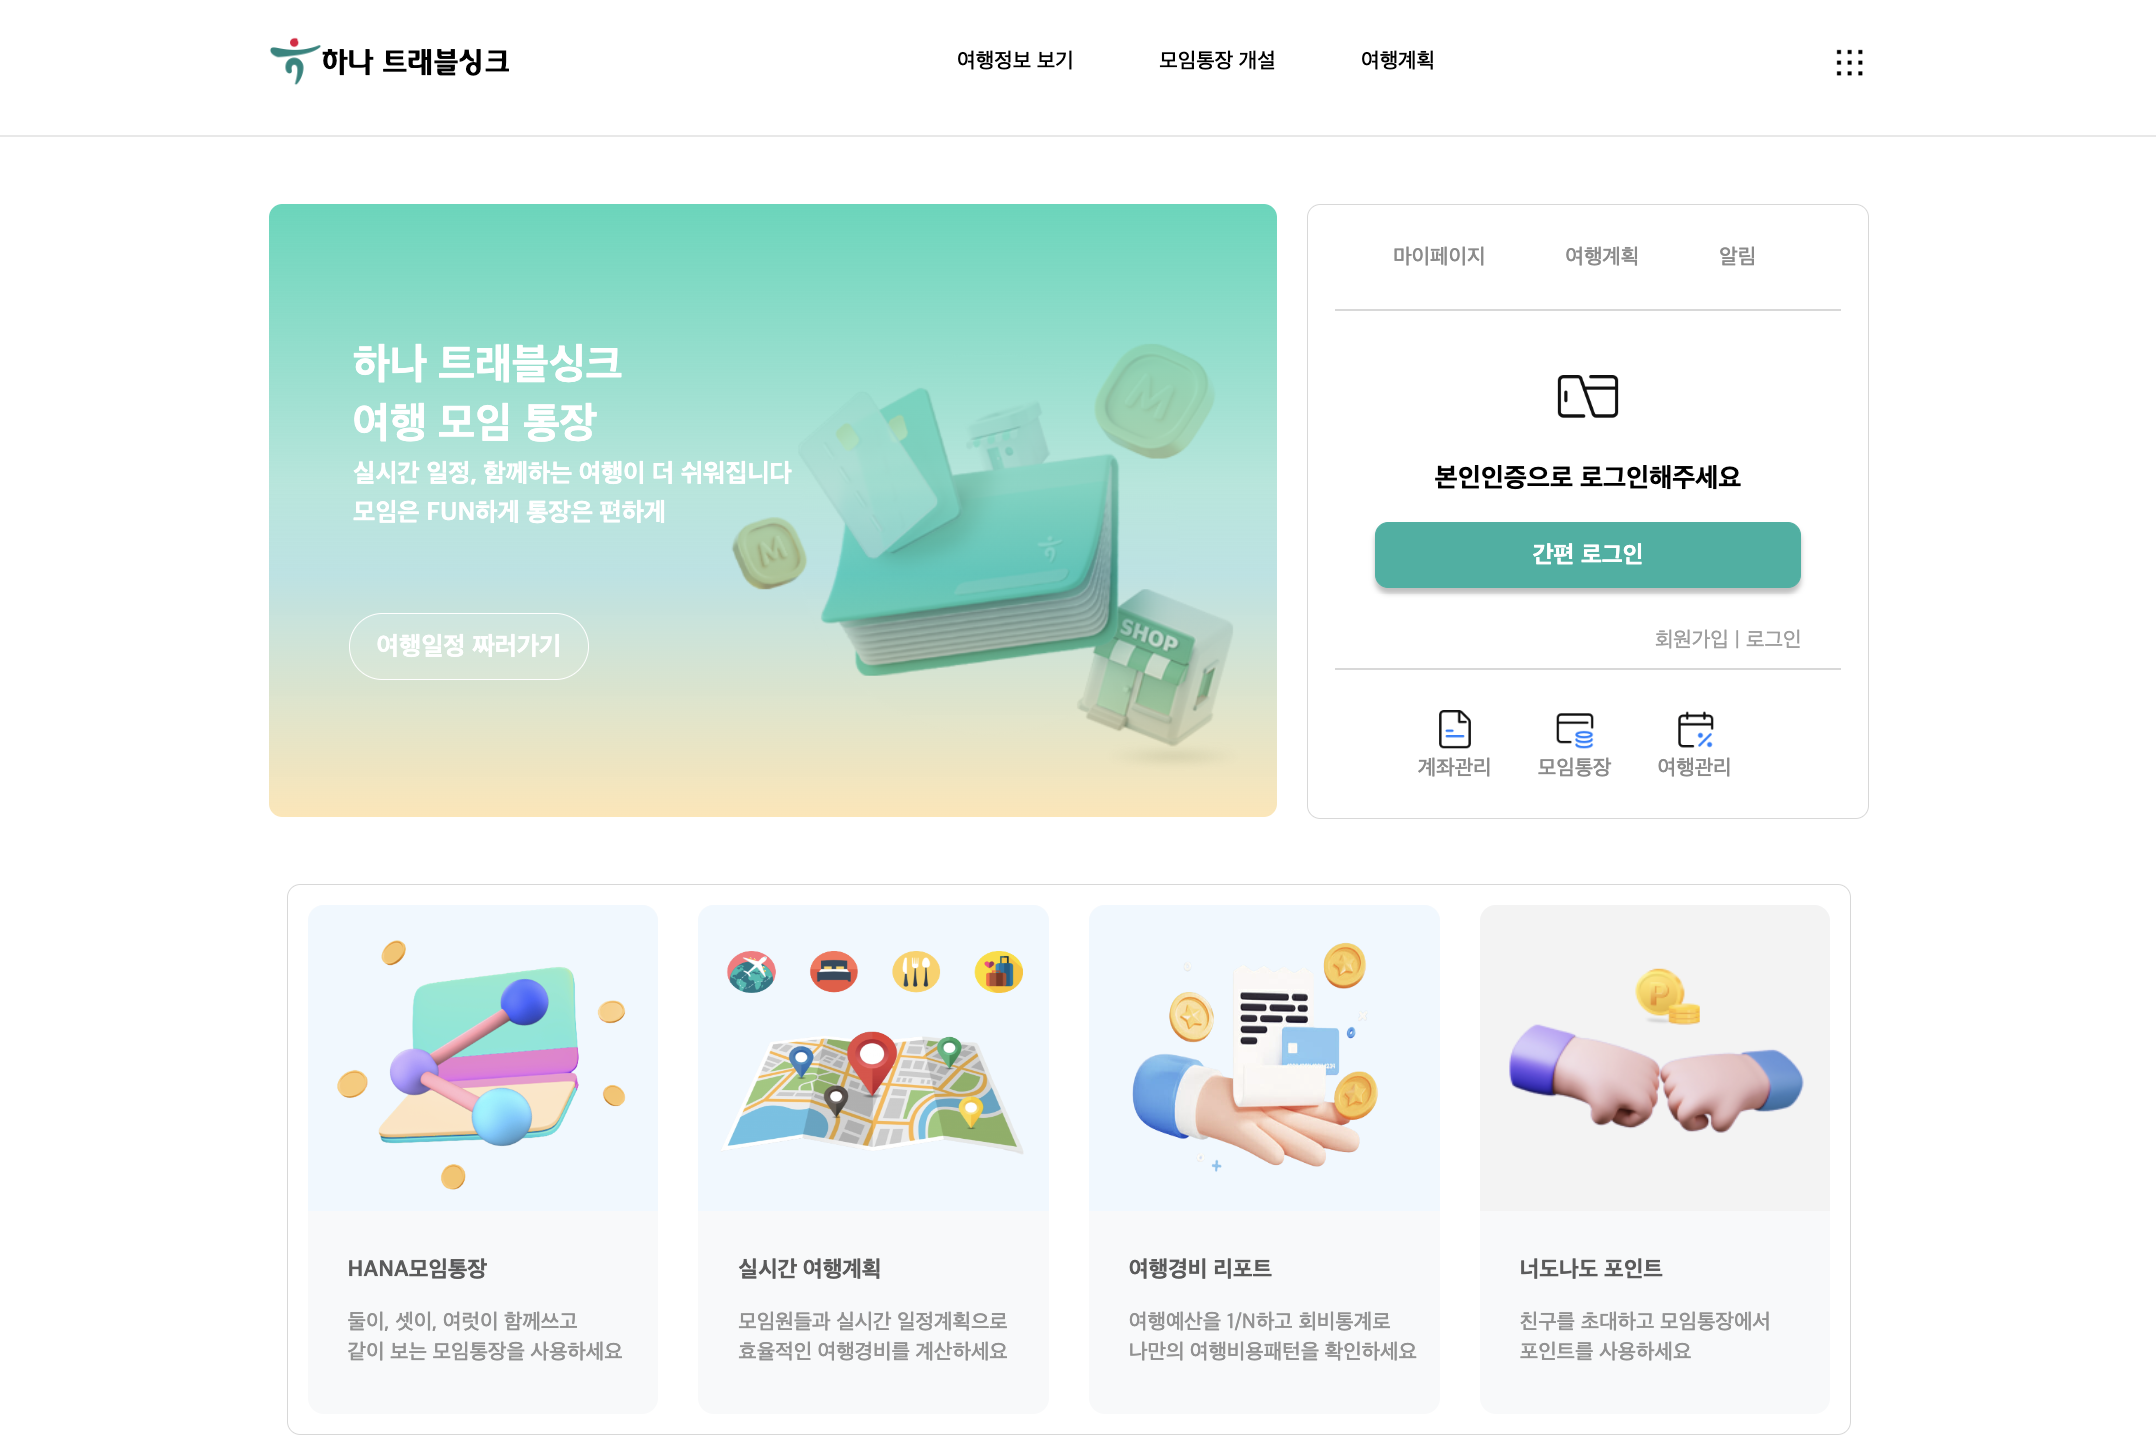 하나 트래블싱크
여행정보 보기
모임통장 개설
여행계획
하나 트래블싱크
여행 모임 통장
실시간 일정, 함께하는 여행이 더 쉬워집니다
모임은 FUN하게 통장은 편하게
여행일정 짜러가기
M
M
SHOP
마이페이지
여행계획
알림
본인인증으로 로그인해주세요
간편 로그인
회원가입 | 로그인
계좌관리
모임통장
여행관리
HANA모임통장
둘이, 셋이, 여럿이 함께쓰고
같이 보는 모임통장을 사용하세요
실시간 여행계획
모임원들과 실시간 일정계획으로
효율적인 여행경비를 계산하세요
여행경비 리포트
여행예산을 1/N하고 회비통계로
나만의 여행비용패턴을 확인하세요
P
너도나도 포인트
친구를 초대하고 모임통장에서
포인트를 사용하세요